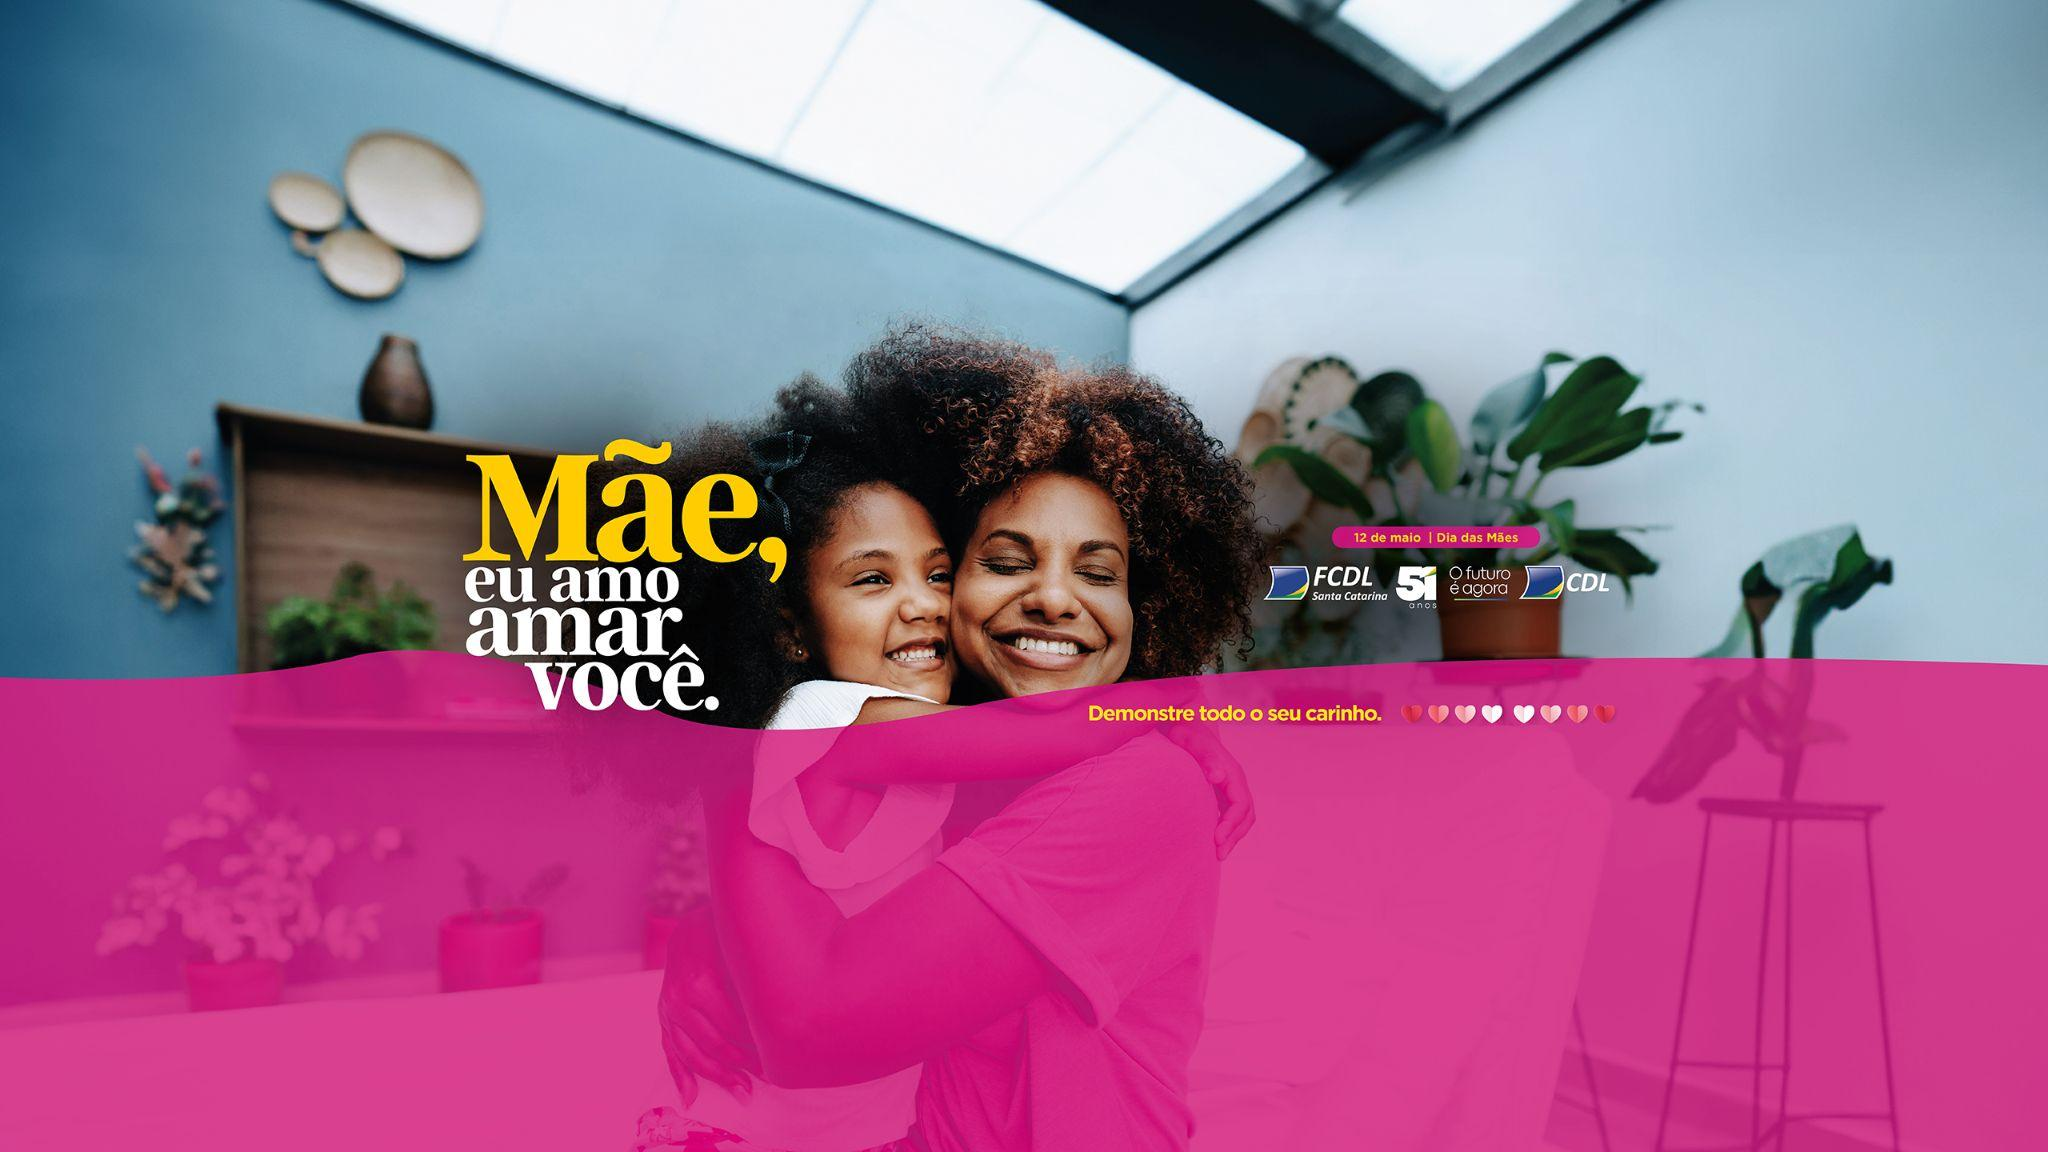 Mãe,
eu amo
amar
você.
12 de maio | Dia das Mães
FCDL
Santa Catarina
51
anos
O futuro
é agora
CDL
Demonstre todo o seu carinho.